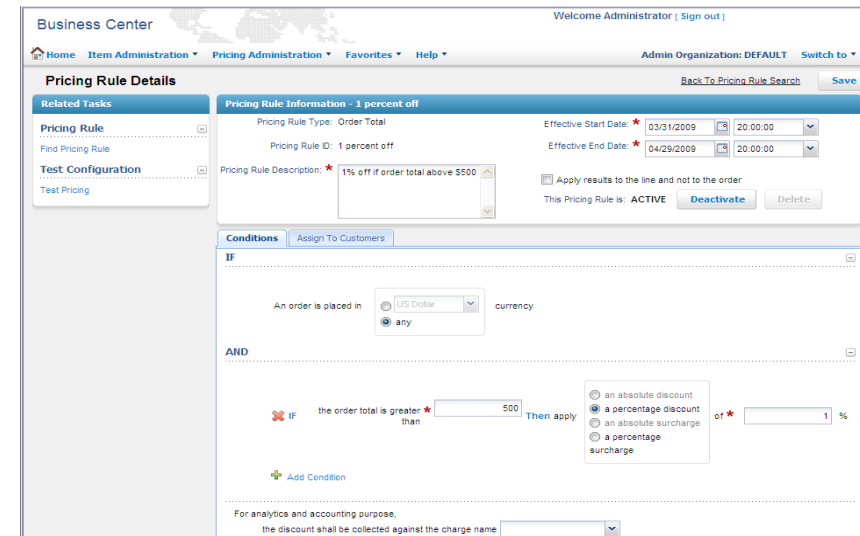 Business Center
Welcome Administrator [ Sign out ]
Home Item Administration Pricing Administration Favorites Help Admin Organization: DEFAULT Switch to
Pricing Rule Details
Back To Pricing Rule Search
Save
Related Tasks
Pricing Rule
Find Pricing Rule
Test Configuration
Test Pricing
Pricing Rule Information - 1 percent off
Pricing Rule Type: Order Total
Pricing Rule ID: 1 percent off
Pricing Rule Description: * 1% off if order total above $500
Effective Start Date: * 03/31/2009 20:00:00
Effective End Date: * 04/29/2009 20:00:00
Apply results to the line and not to the order
This Pricing Rule is: ACTIVE Deactivate Delete
Conditions Assign To Customers
IF
An order is placed in
US Dollar
any
currency
AND
IF
the order total is greater *
than
500
Then apply
an absolute discount
a percentage discount
an absolute surcharge
a percentage
surcharge
of * 1 %
Add Condition
For analytics and accounting purpose,
the discount shall be collected against the charge name